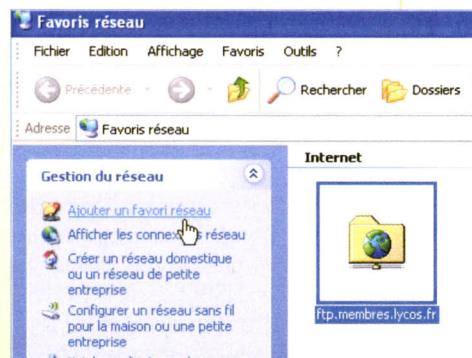 Favoris réseau
Fichier Edition Affichage Favoris Outils ?
Précédente Rechercher Dossiers
Adresse Favoris réseau
Gestion du réseau
Ajouter un favori réseau
Afficher les connexions réseau
Créer un réseau domestique
ou un réseau de petite
entreprise
Configurer un réseau sans fil
pour la maison ou une petite
entreprise
Internet
ftp.membres.lycos.fr